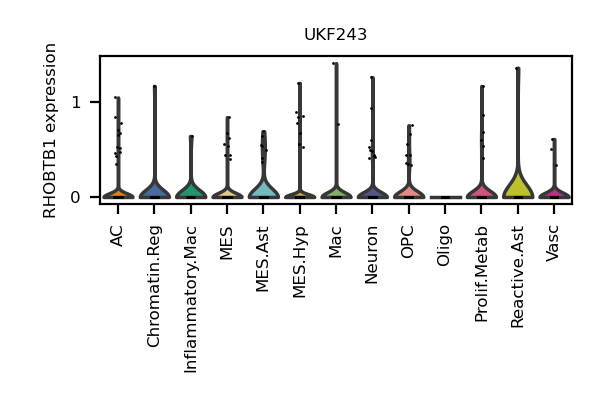 UKF243
RHOBTB1 expression
1
0
AC
Chromatin.Reg
Inflammatory.Mac
MES
MES.Ast
MES.Hyp
Mac
Neuron
OPC
Oligo
Prolif.Metab
Reactive.Ast
Vasc